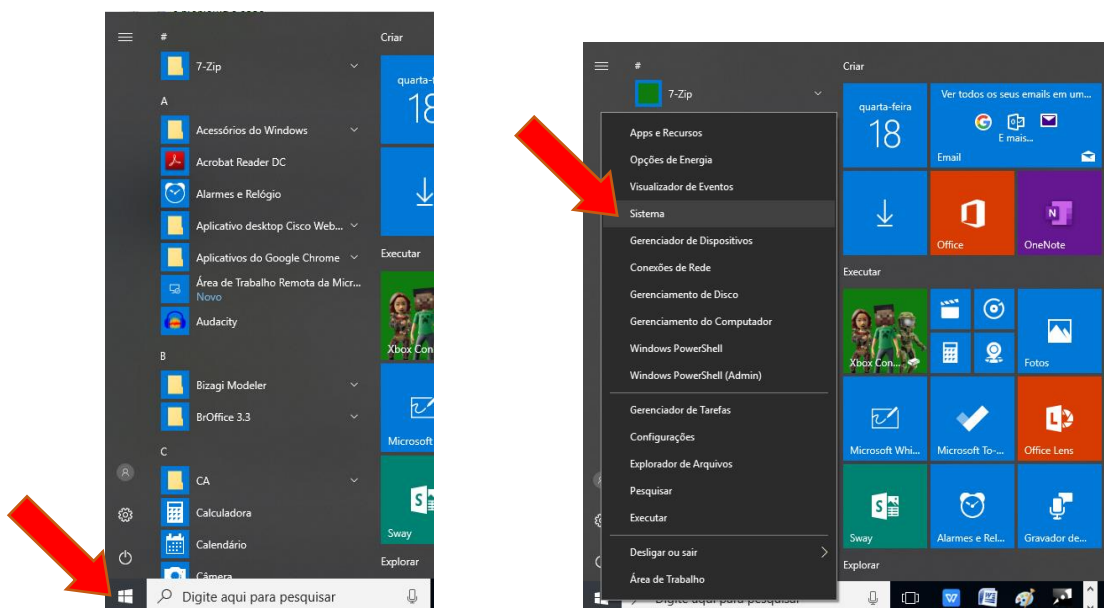 #
Criar
7-Zip
quarta-f
18
A
Acessórios do Windows
Acrobat Reader DC
Alarmes e Relógio
Aplicativo desktop Cisco Web...
Aplicativos do Google Chrome
Executar
Área de Trabalho Remota da Micr...
Novo
Audacity
Xbox Con
B
Bizagi Modeler
BrOffice 3.3
Microsoft
C
CA
Calculadora
Sway
Calendário
Explorar
Câmera
Digite aqui para pesquisar
#
Criar
7-Zip
quarta-feira
18
Ver todos os seus emails em um...
E mais...
Email
Office
OneNote
Executar
Xbox Con...
Fotos
Microsoft Whi...
Microsoft To-...
Office Lens
Sway
Alarmes e Rel...
Gravador de...
Explorar
Apps e Recursos
Opções de Energia
Visualizador de Eventos
Sistema
Gerenciador de Dispositivos
Conexões de Rede
Gerenciamento de Disco
Gerenciamento do Computador
Windows PowerShell
Windows PowerShell (Admin)
Gerenciador de Tarefas
Configurações
Explorador de Arquivos
Pesquisar
Executar
Desligar ou sair
Área de Trabalho
Digite aqui para pesquisar